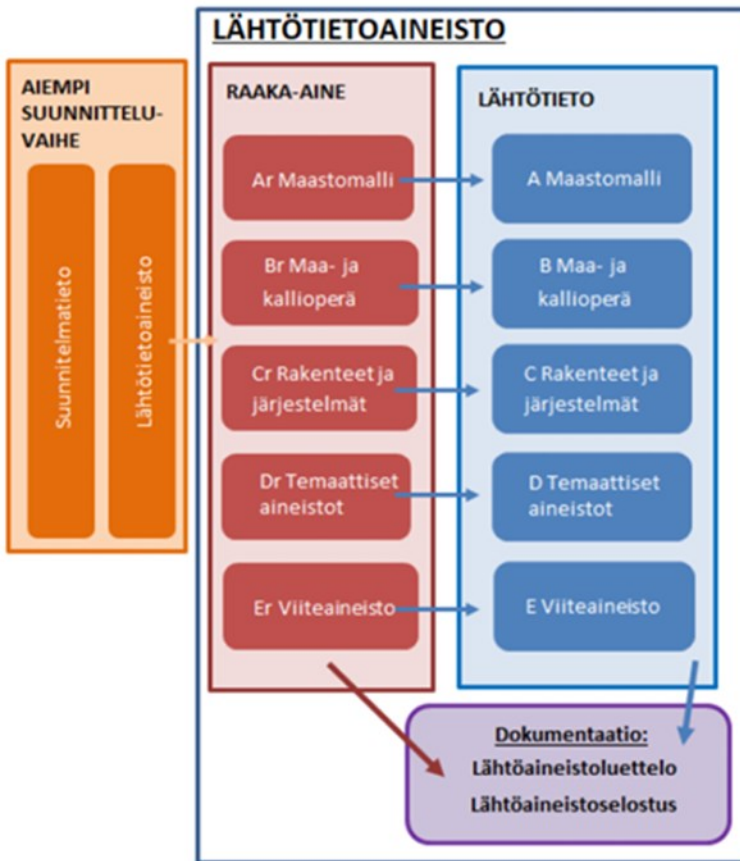 LÄHTÖTIETOAINEISTO
AIEMPI
SUUNNITTELU-
VAIHE
Suunnitelmatieto
Lähtötietoaineisto
RAAKA-AINE
Ar Maastomalli
Br Maa- ja
kallioperä
Cr Rakenteet ja
järjestelmät
Dr Temaattiset
aineistot
Er Viiteaineisto
LÄHTÖTIETO
A Maastomalli
B Maa- ja
kallioperä
C Rakenteet ja
järjestelmät
D Temaattiset
aineistot
E Viiteaineisto
Dokumentaatio:
Lähtöaineistoluettelo
Lähtöaineistoselostus